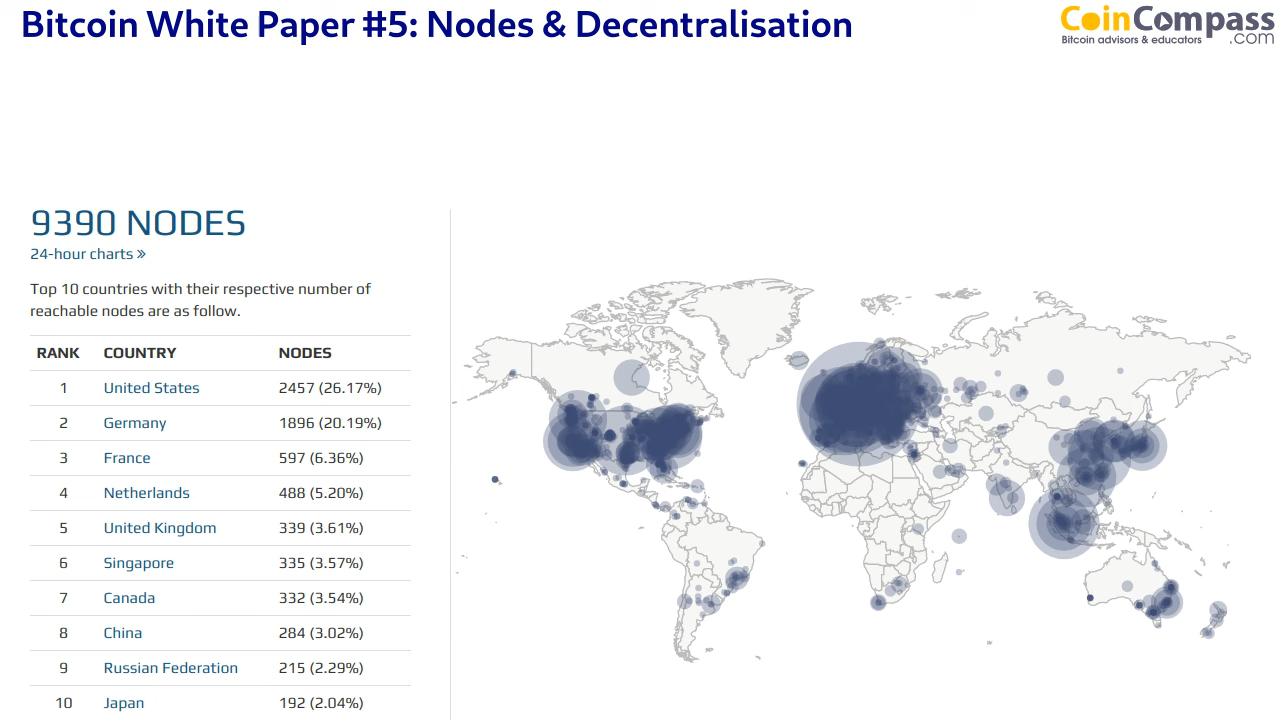 Bitcoin White Paper #5: Nodes & Decentralisation
CoinCompass
Bitcoin advisors & educators
.com
9390 NODES
24-hour charts »
Top 10 countries with their respective number of
reachable nodes are as follow.
RANK COUNTRY NODES
1 United States 2457 (26.17%)
2 Germany 1896 (20.19%)
3 France 597 (6.36%)
4 Netherlands 488 (5.20%)
5 United Kingdom 339 (3.61%)
6 Singapore 335 (3.57%)
7 Canada 332 (3.54%)
8 China 284 (3.02%)
9 Russian Federation 215 (2.29%)
10 Japan 192 (2.04%)